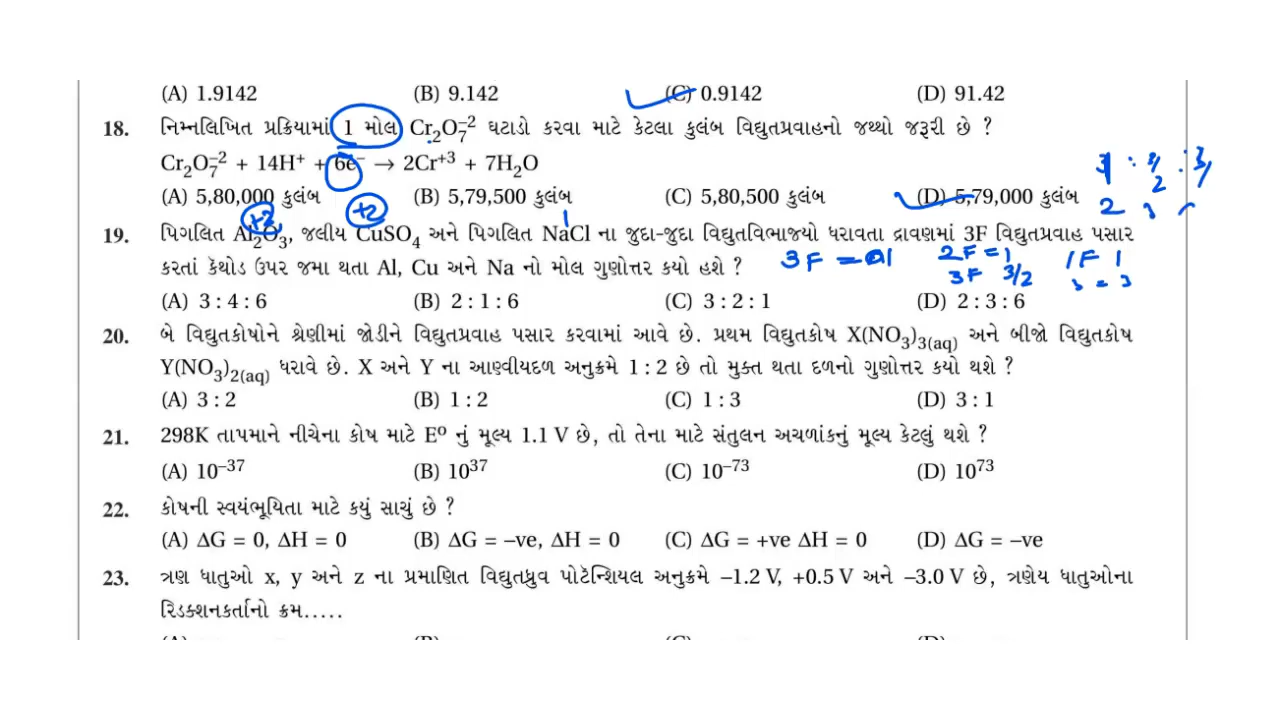 (A) 1.9142 (B) 9.142 (C) 0.9142 (D) 91.42
18. નિમ્નલિખિત પ્રક્રિયામાં 1 મોલ Cr₂O₇⁻² ઘટાડો કરવા માટે કેટલા કુલંબ વિદ્યુતપ્રવાહનો જથ્થો જરૂરી છે ?
Cr₂O₇⁻² + 14H⁺ + 6e⁻ → 2Cr⁺³ + 7H₂O
(A) 5,80,000 કુલંબ (B) 5,79,500 કુલંબ (C) 5,80,500 કુલંબ (D) 5,79,000 કુલંબ
19. પિગલિત Al₂O₃, જલીય CuSO₄ અને પિગલિત NaCl ના જુદા-જુદા વિદ્યુતવિભાજ્યો ધરાવતા દ્રાવણમાં 3F વિદ્યુતપ્રવાહ પસાર
કરતાં કૅથોડ ઉપર જમા થતા Al, Cu અને Na નો મોલ ગુણોત્તર કયો હશે ?
2F = 1 1F 1
3F 3/2
(A) 3 : 4 : 6 (B) 2 : 1 : 6 (C) 3 : 2 : 1 (D) 2 : 3 : 6
20. બે વિદ્યુતકોષોને શ્રેણીમાં જોડીને વિદ્યુતપ્રવાહ પસાર કરવામાં આવે છે. પ્રથમ વિદ્યુતકોષ X(NO₃)₃(aq) અને બીજો વિદ્યુતકોષ
Y(NO₃)₂(aq) ધરાવે છે. X અને Y ના આણ્વીયદળ અનુક્રમે 1 : 2 છે તો મુક્ત થતા દળનો ગુણોત્તર કયો થશે ?
(A) 3 : 2 (B) 1 : 2 (C) 1 : 3 (D) 3 : 1
21. 298K તાપમાને નીચેના કોષ માટે E⁰ નું મૂલ્ય 1.1 V છે, તો તેના માટે સંતુલન અચળાંકનું મૂલ્ય કેટલું થશે ?
(A) 10⁻³⁷ (B) 10³⁷ (C) 10⁻⁷³ (D) 10⁷³
22. કોષની સ્વયંભૂયિતા માટે કયું સાચું છે ?
(A) ΔG = 0, ΔH = 0 (B) ΔG = –ve, ΔH = 0 (C) ΔG = +ve ΔH = 0 (D) ΔG = –ve
23. ત્રણ ધાતુઓ x, y અને z ના પ્રમાણિત વિદ્યુતધ્રુવ પોટૅન્શિયલ અનુક્રમે –1.2 V, +0.5 V અને –3.0 V છે, ત્રણેય ધાતુઓના
રિડક્શનકર્તાનો ક્રમ.....